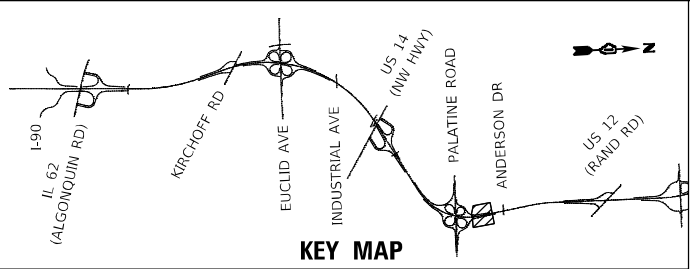 I-90
IL 62
(ALGONQUIN RD)
KIRCHOFF RD
EUCLID AVE
INDUSTRIAL AVE
US 14
(NW HWY)
PALATINE ROAD
ANDERSON DR
US 12
(RAND RD)
N
KEY MAP